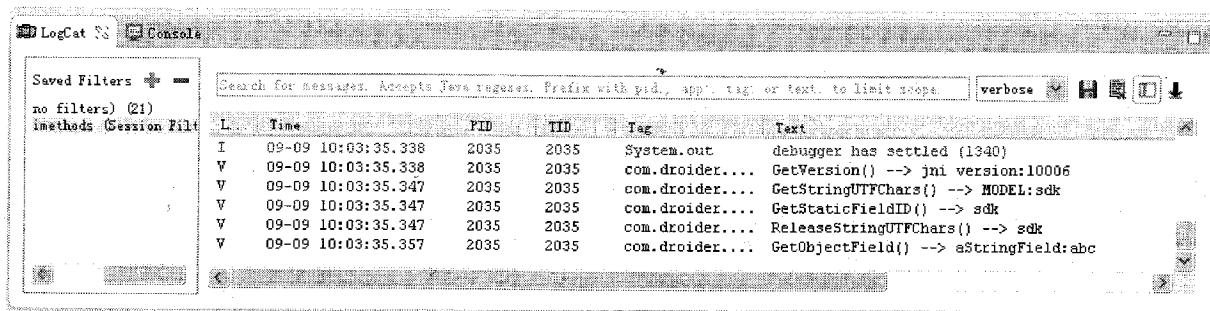 LogCat Console
Saved Filters
no filters) (21)
imethods (Session Filt
Search for messages. Accepts Java regexes. Prefix with pid:, app:, tag: or text: to limit scope.
verbose
L... Time PID TID Tag Text
I 09-09 10:03:35.338 2035 2035 System.out debugger has settled (1340)
V 09-09 10:03:35.338 2035 2035 com.droider.... GetVersion() --> jni version:10006
V 09-09 10:03:35.347 2035 2035 com.droider.... GetStringUTFChars() --> MODEL:sdk
V 09-09 10:03:35.347 2035 2035 com.droider.... GetStaticFieldID() --> sdk
V 09-09 10:03:35.347 2035 2035 com.droider.... ReleaseStringUTFChars() --> sdk
V 09-09 10:03:35.357 2035 2035 com.droider.... GetObjectField() --> aStringField:abc